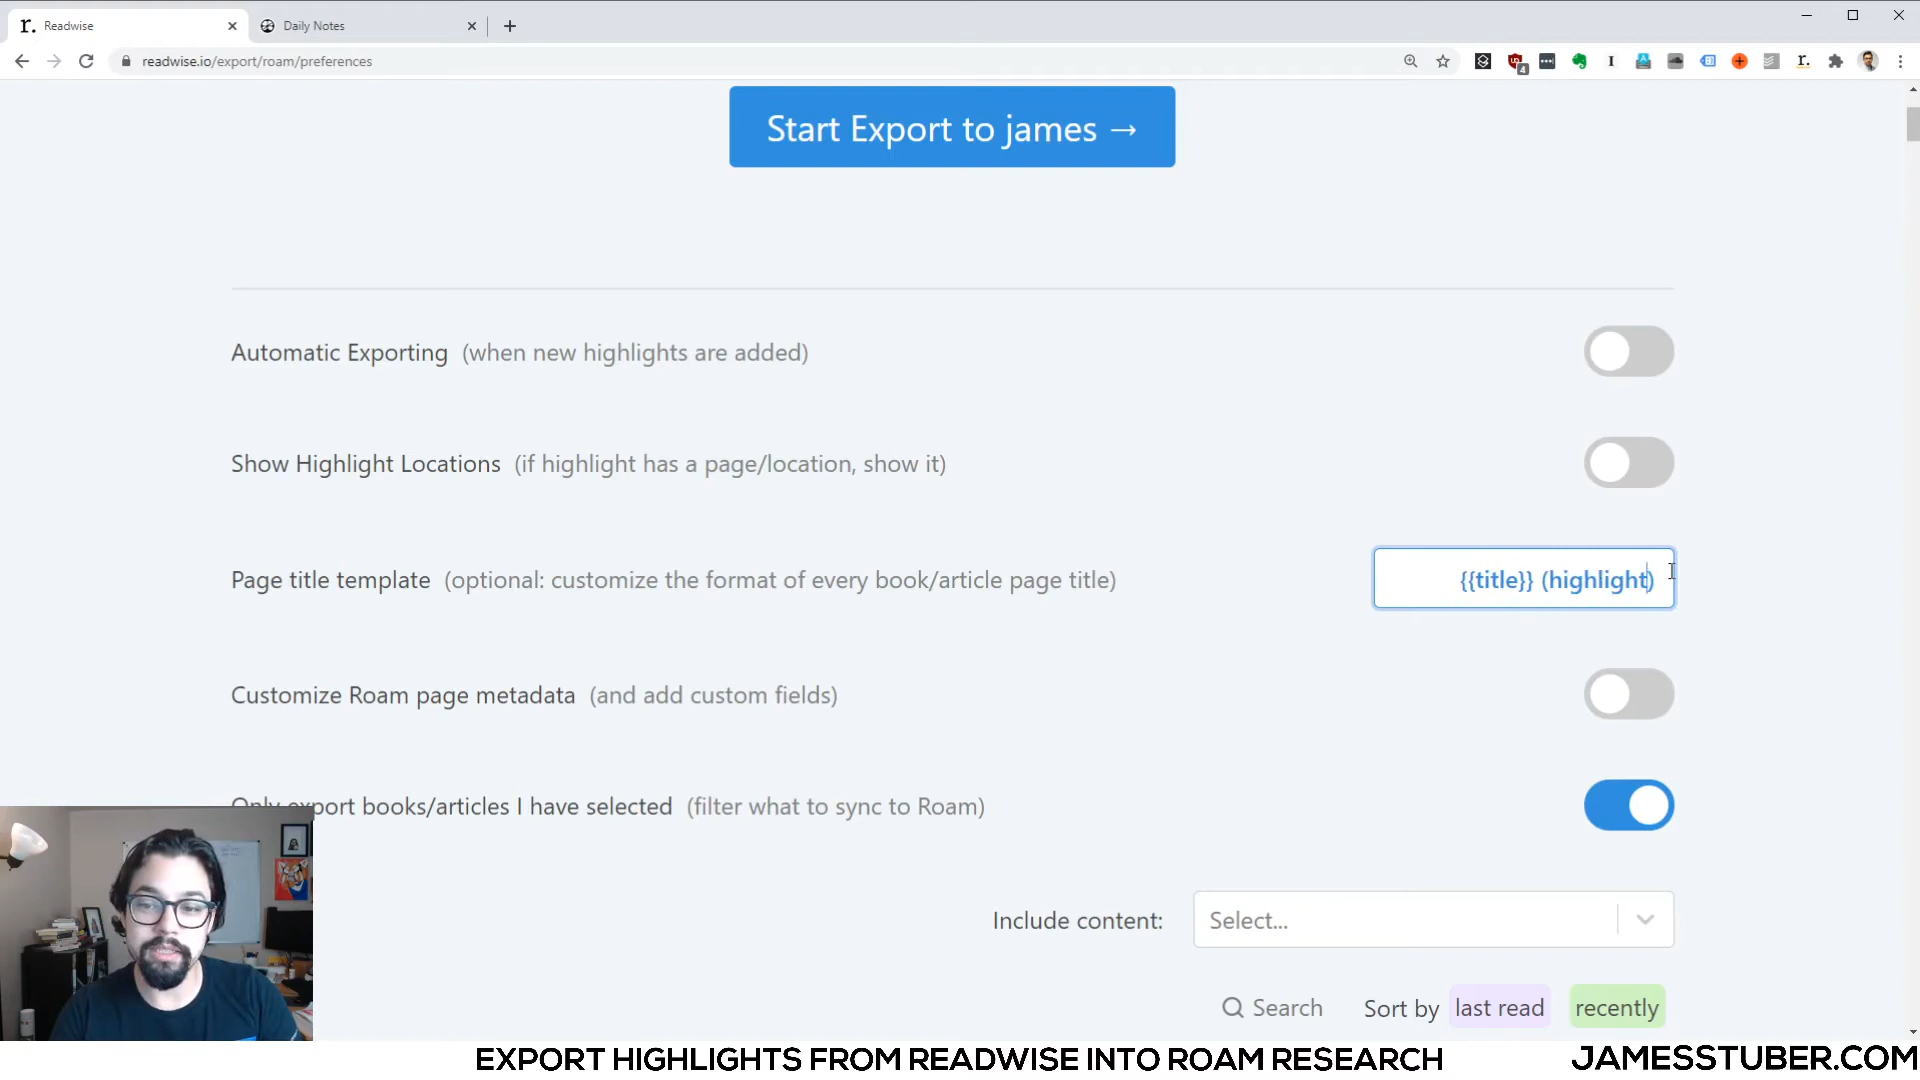 r. Readwise
Daily Notes
readwise.io/export/roam/preferences
4
r.
Start Export to james →
Automatic Exporting (when new highlights are added)
Show Highlight Locations (if highlight has a page/location, show it)
Page title template (optional: customize the format of every book/article page title)
{{title}} (highlight)
Customize Roam page metadata (and add custom fields)
Only export books/articles I have selected (filter what to sync to Roam)
Include content: Select...
Search Sort by last read recently
EXPORT HIGHLIGHTS FROM READWISE INTO ROAM RESEARCH
JAMESSTUBER.COM